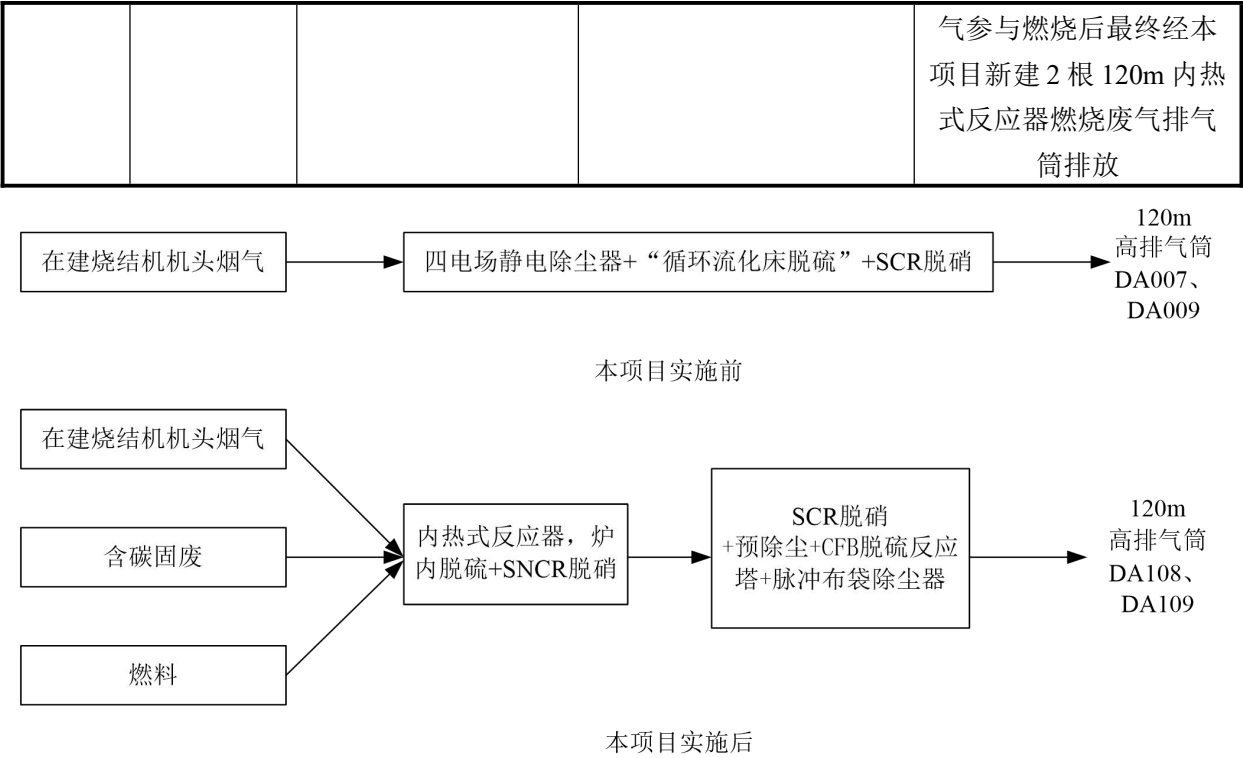 气参与燃烧后最终经本
项目新建 2 根 120m 内热
式反应器燃烧废气排气
筒排放
在建烧结机机头烟气
四电场静电除尘器+“循环流化床脱硫”+SCR脱硝
120m
高排气筒
DA007、
DA009
本项目实施前
在建烧结机机头烟气
含碳固废
燃料
内热式反应器，炉
内脱硫+SNCR脱硝
SCR脱硝
+预除尘+CFB脱硫反应
塔+脉冲布袋除尘器
120m
高排气筒
DA108、
DA109
本项目实施后